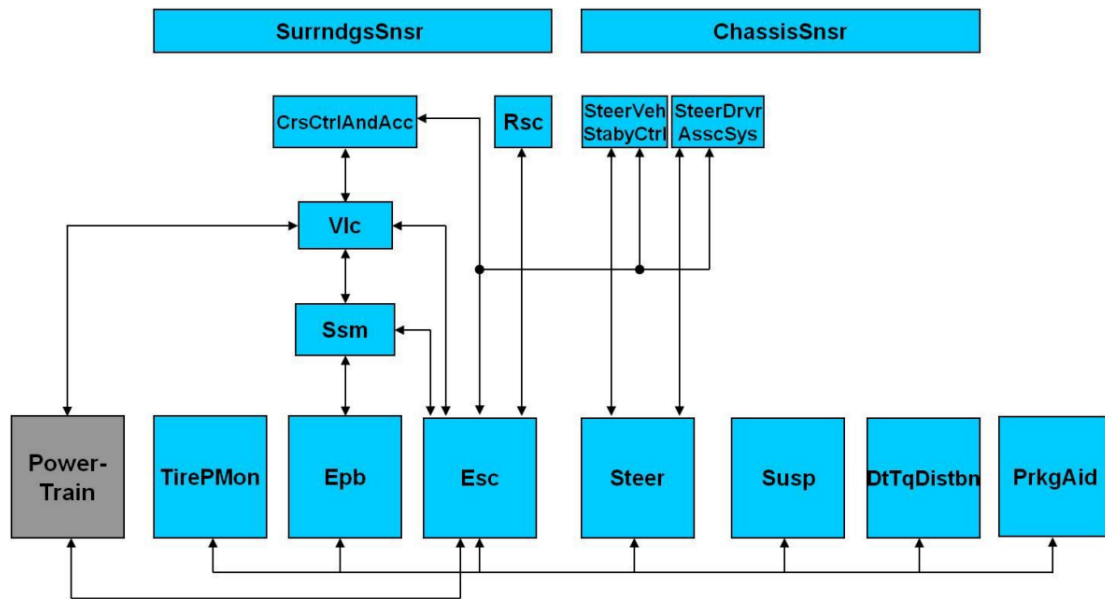 SurrndgsSnsr
ChassisSnsr
CrsCtrlAndAcc
Rsc
SteerVeh
StabyCtrl
SteerDrvr
AsscSys
Vlc
Ssm
Power-
Train
TirePMon
Epb
Esc
Steer
Susp
DtTqDistbn
PrkgAid